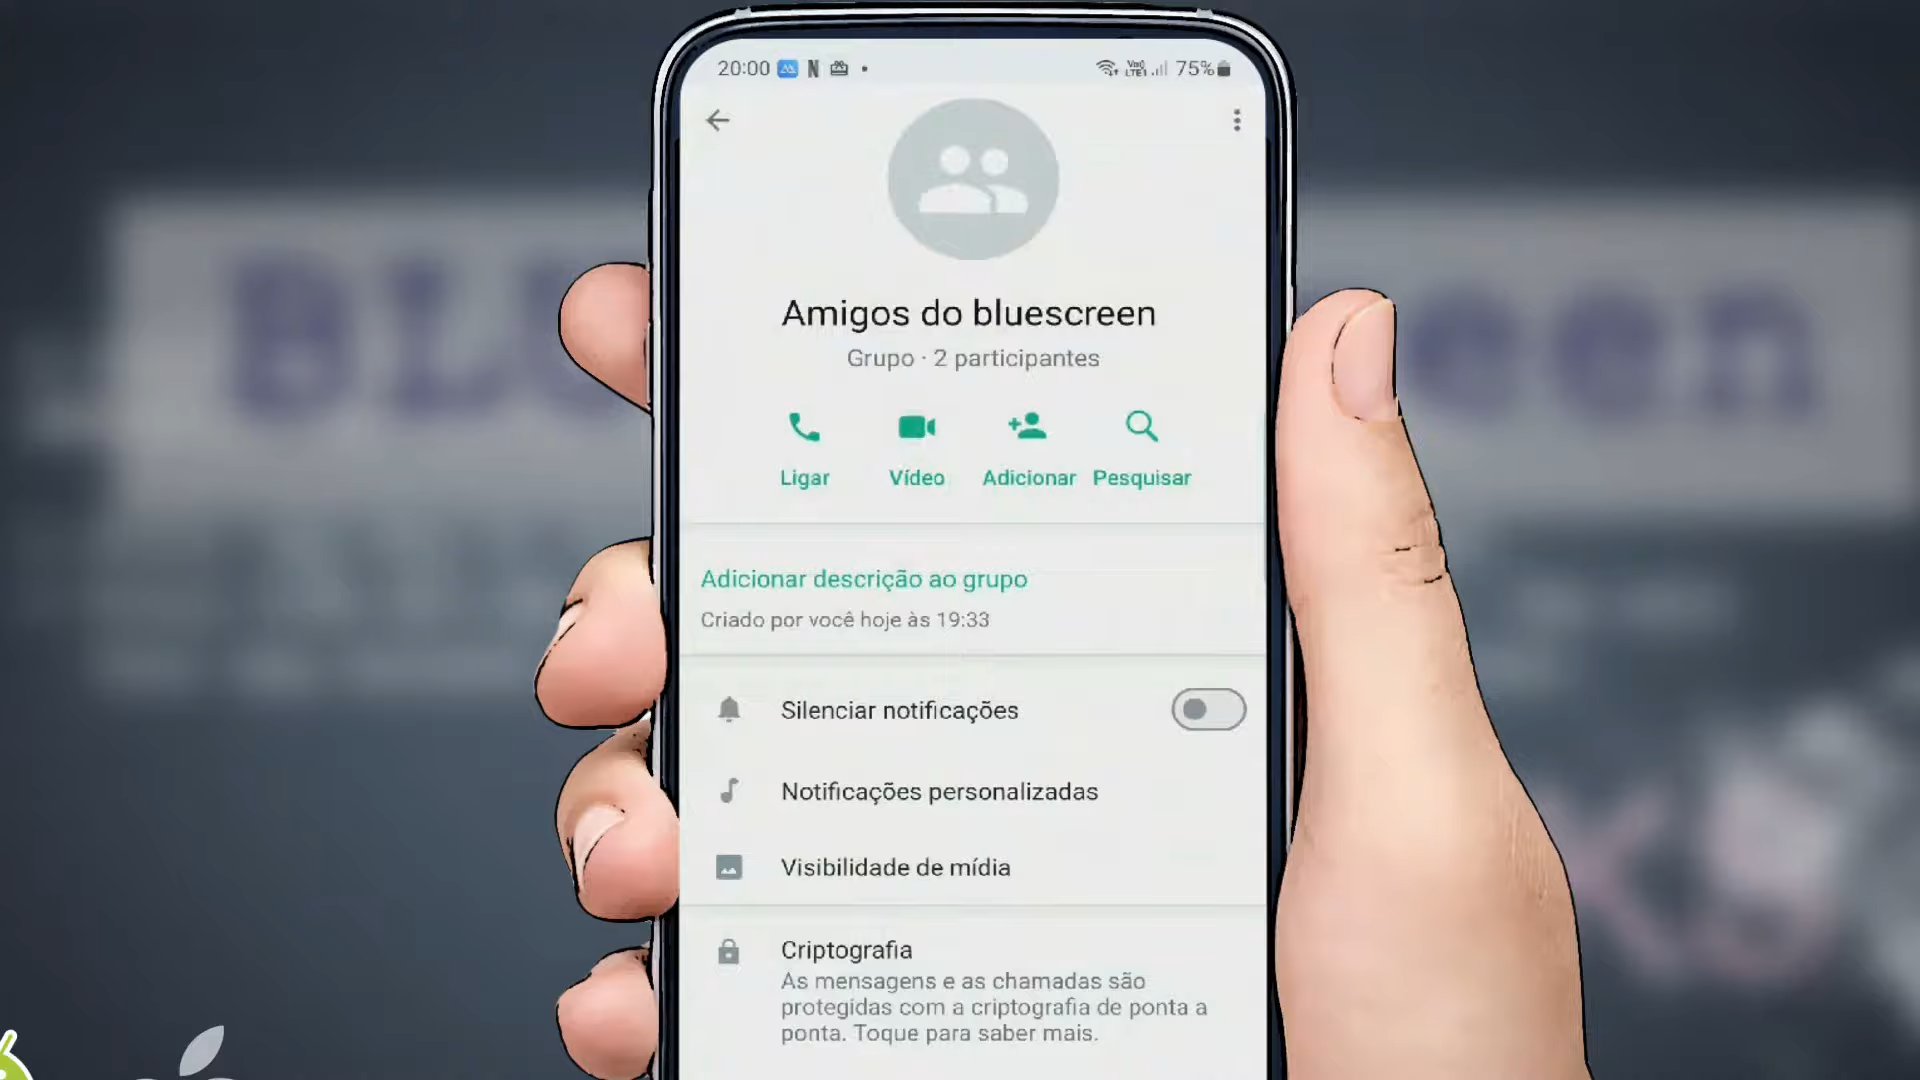 20:00
75%
Amigos do bluescreen
Grupo · 2 participantes
Ligar
Vídeo
Adicionar
Pesquisar
Adicionar descrição ao grupo
Criado por você hoje às 19:33
Silenciar notificações
Notificações personalizadas
Visibilidade de mídia
Criptografia
As mensagens e as chamadas são
protegidas com a criptografia de ponta a
ponta. Toque para saber mais.